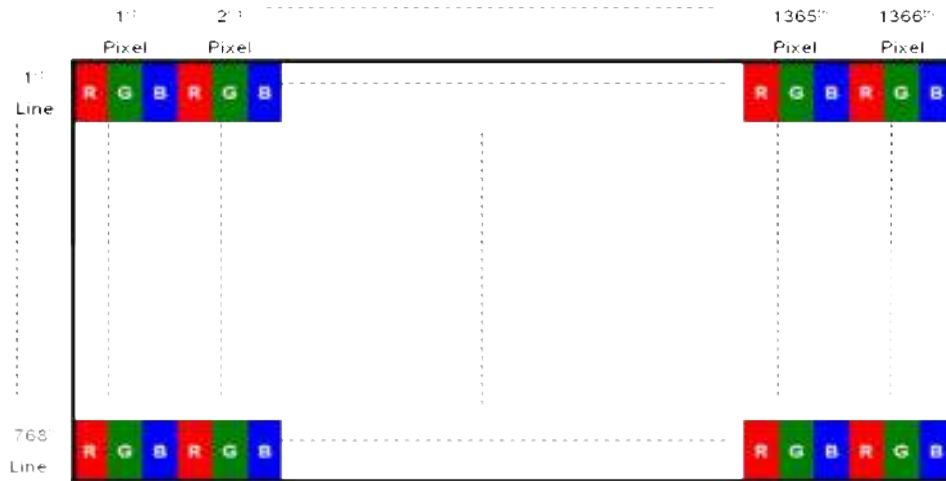 1st 2nd 1365th 1366th
Pixel Pixel Pixel Pixel
1st R G B R G B R G B R G B
Line
768 R G B R G B R G B R G B
Line